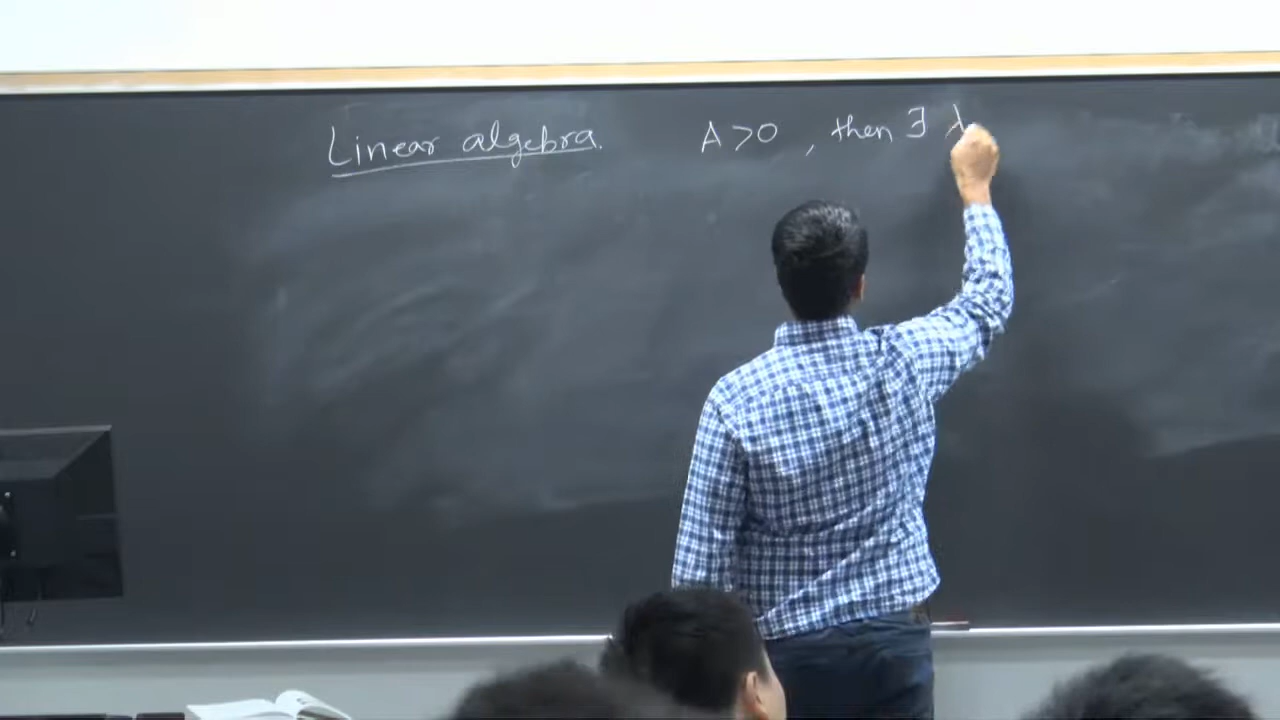 Linear algebra. A>0, then ∃ λ